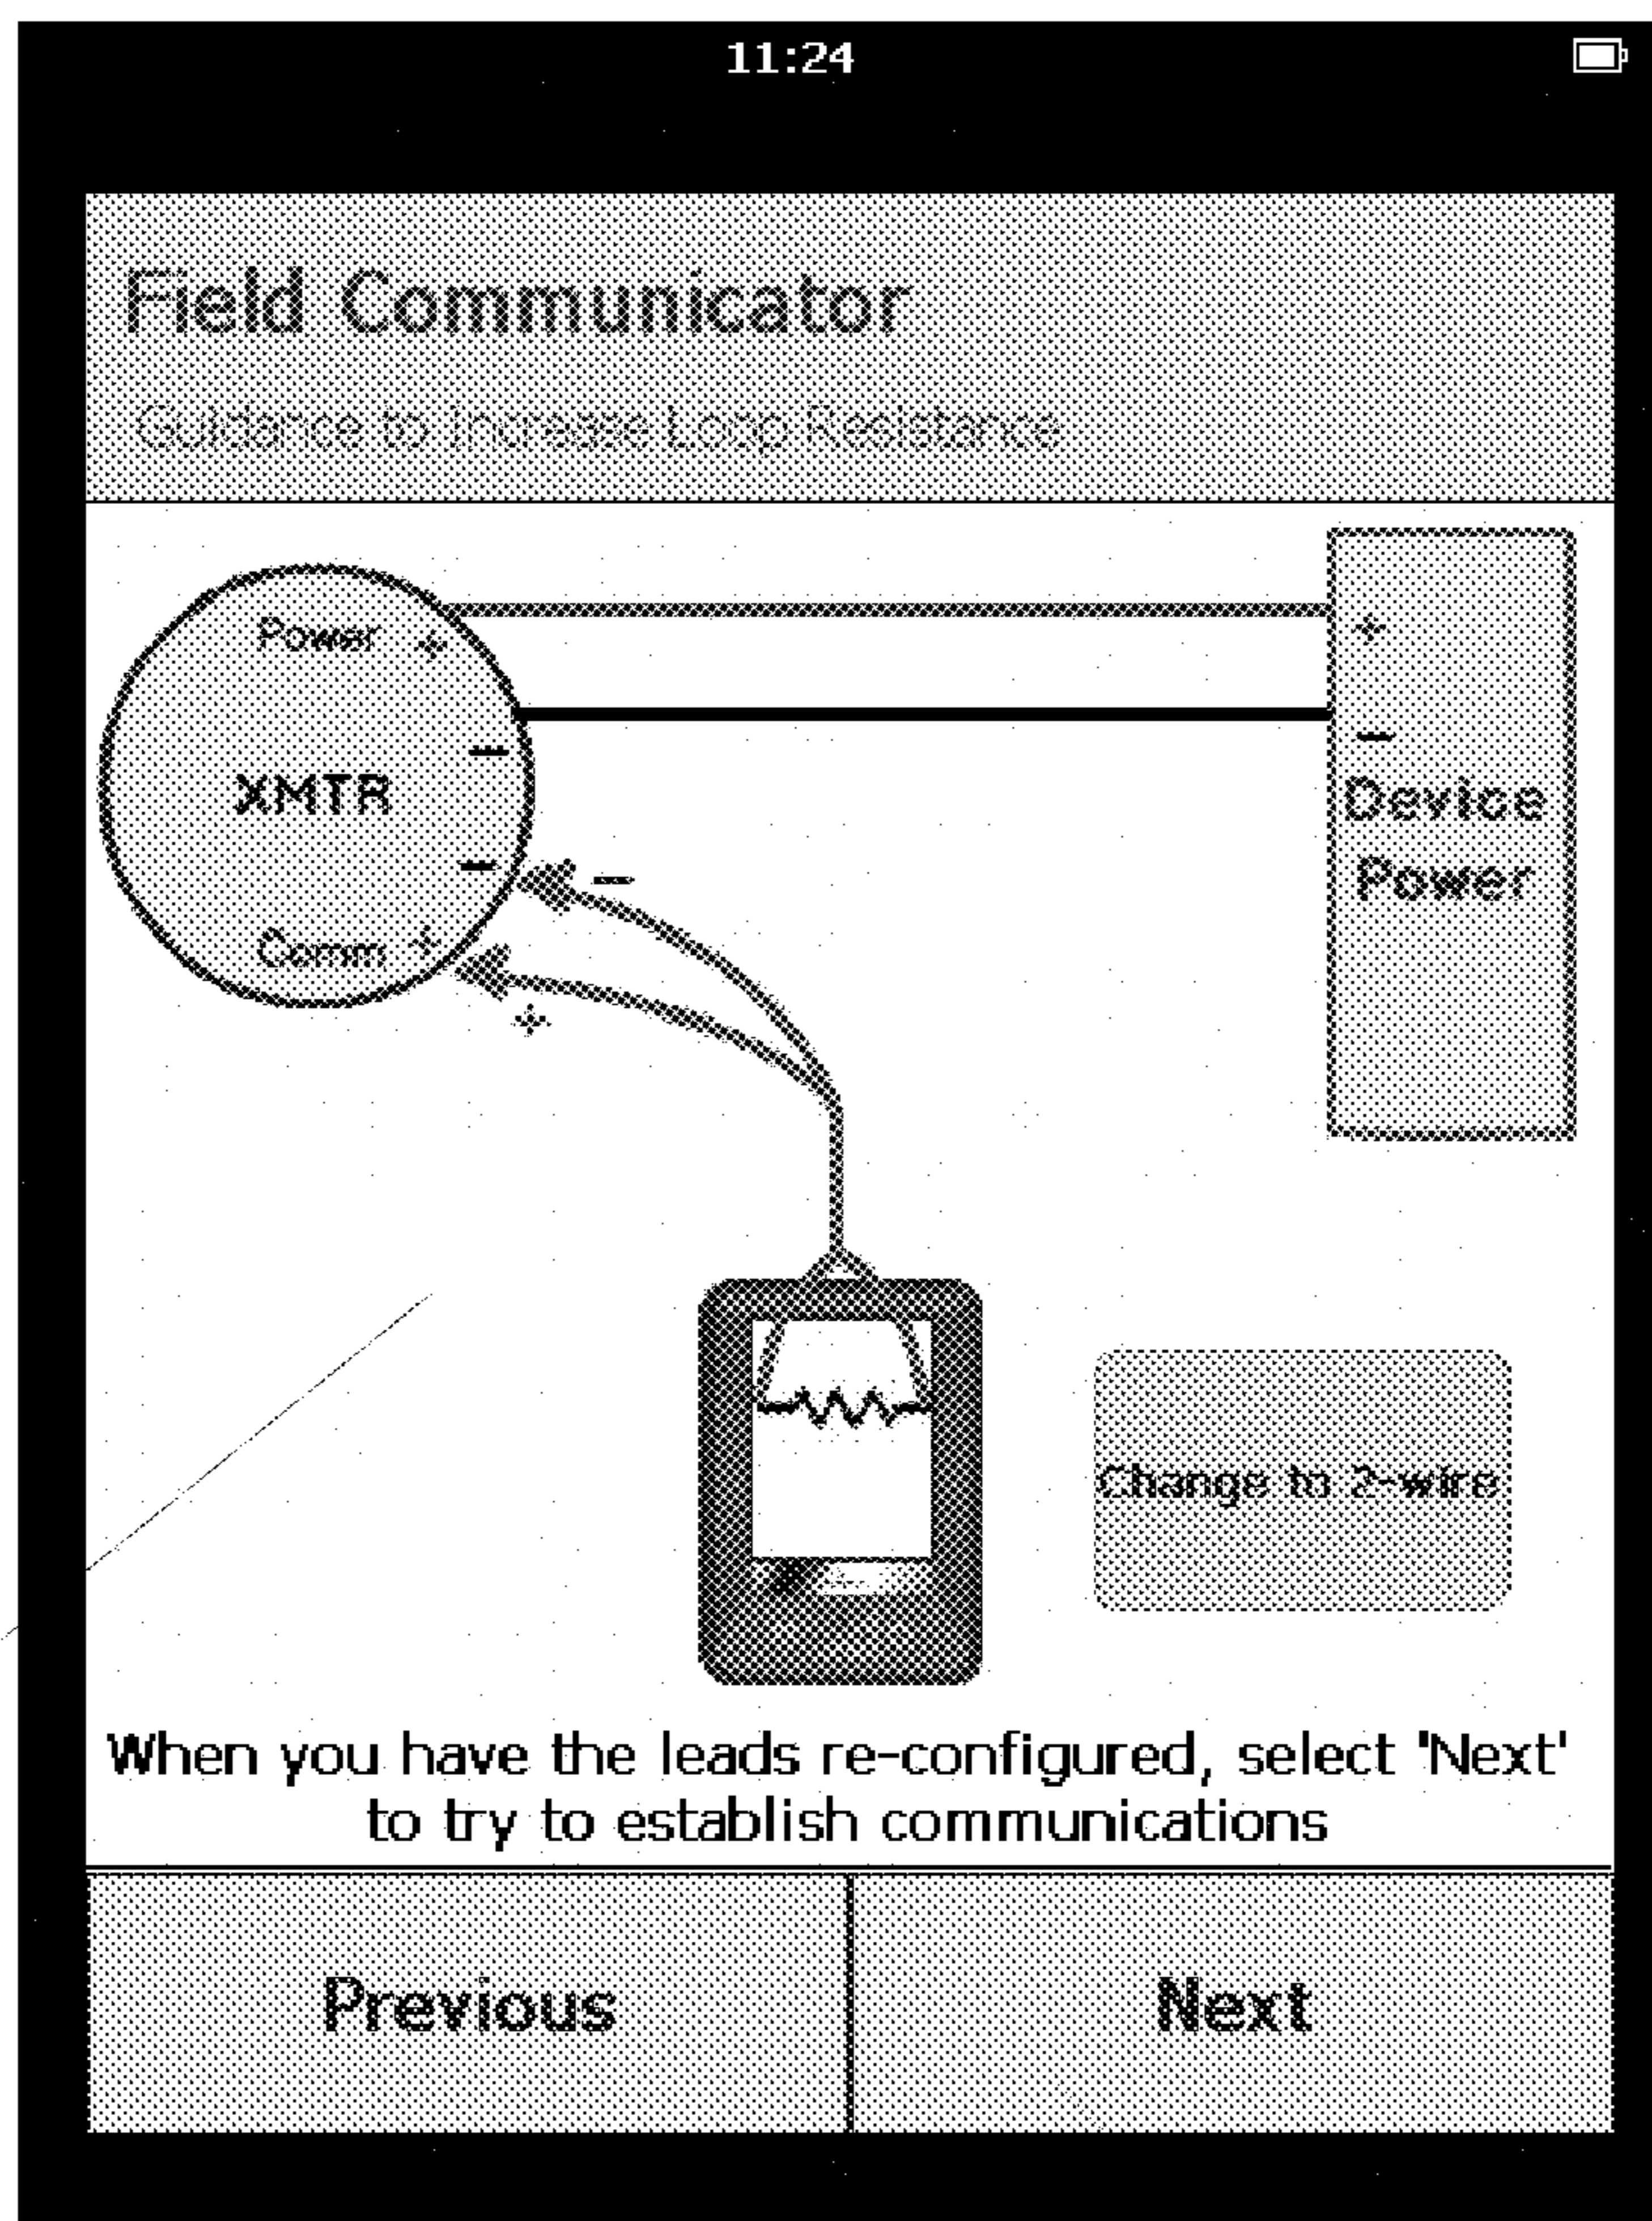 11:24
Field Communicator
Guidance to Increase Loop Resistance
Power +
+
−
−
XMTR
Device
Power
− −
Comm +
+
Change to 2-wire
When you have the leads re-configured, select 'Next'
to try to establish communications
Previous
Next